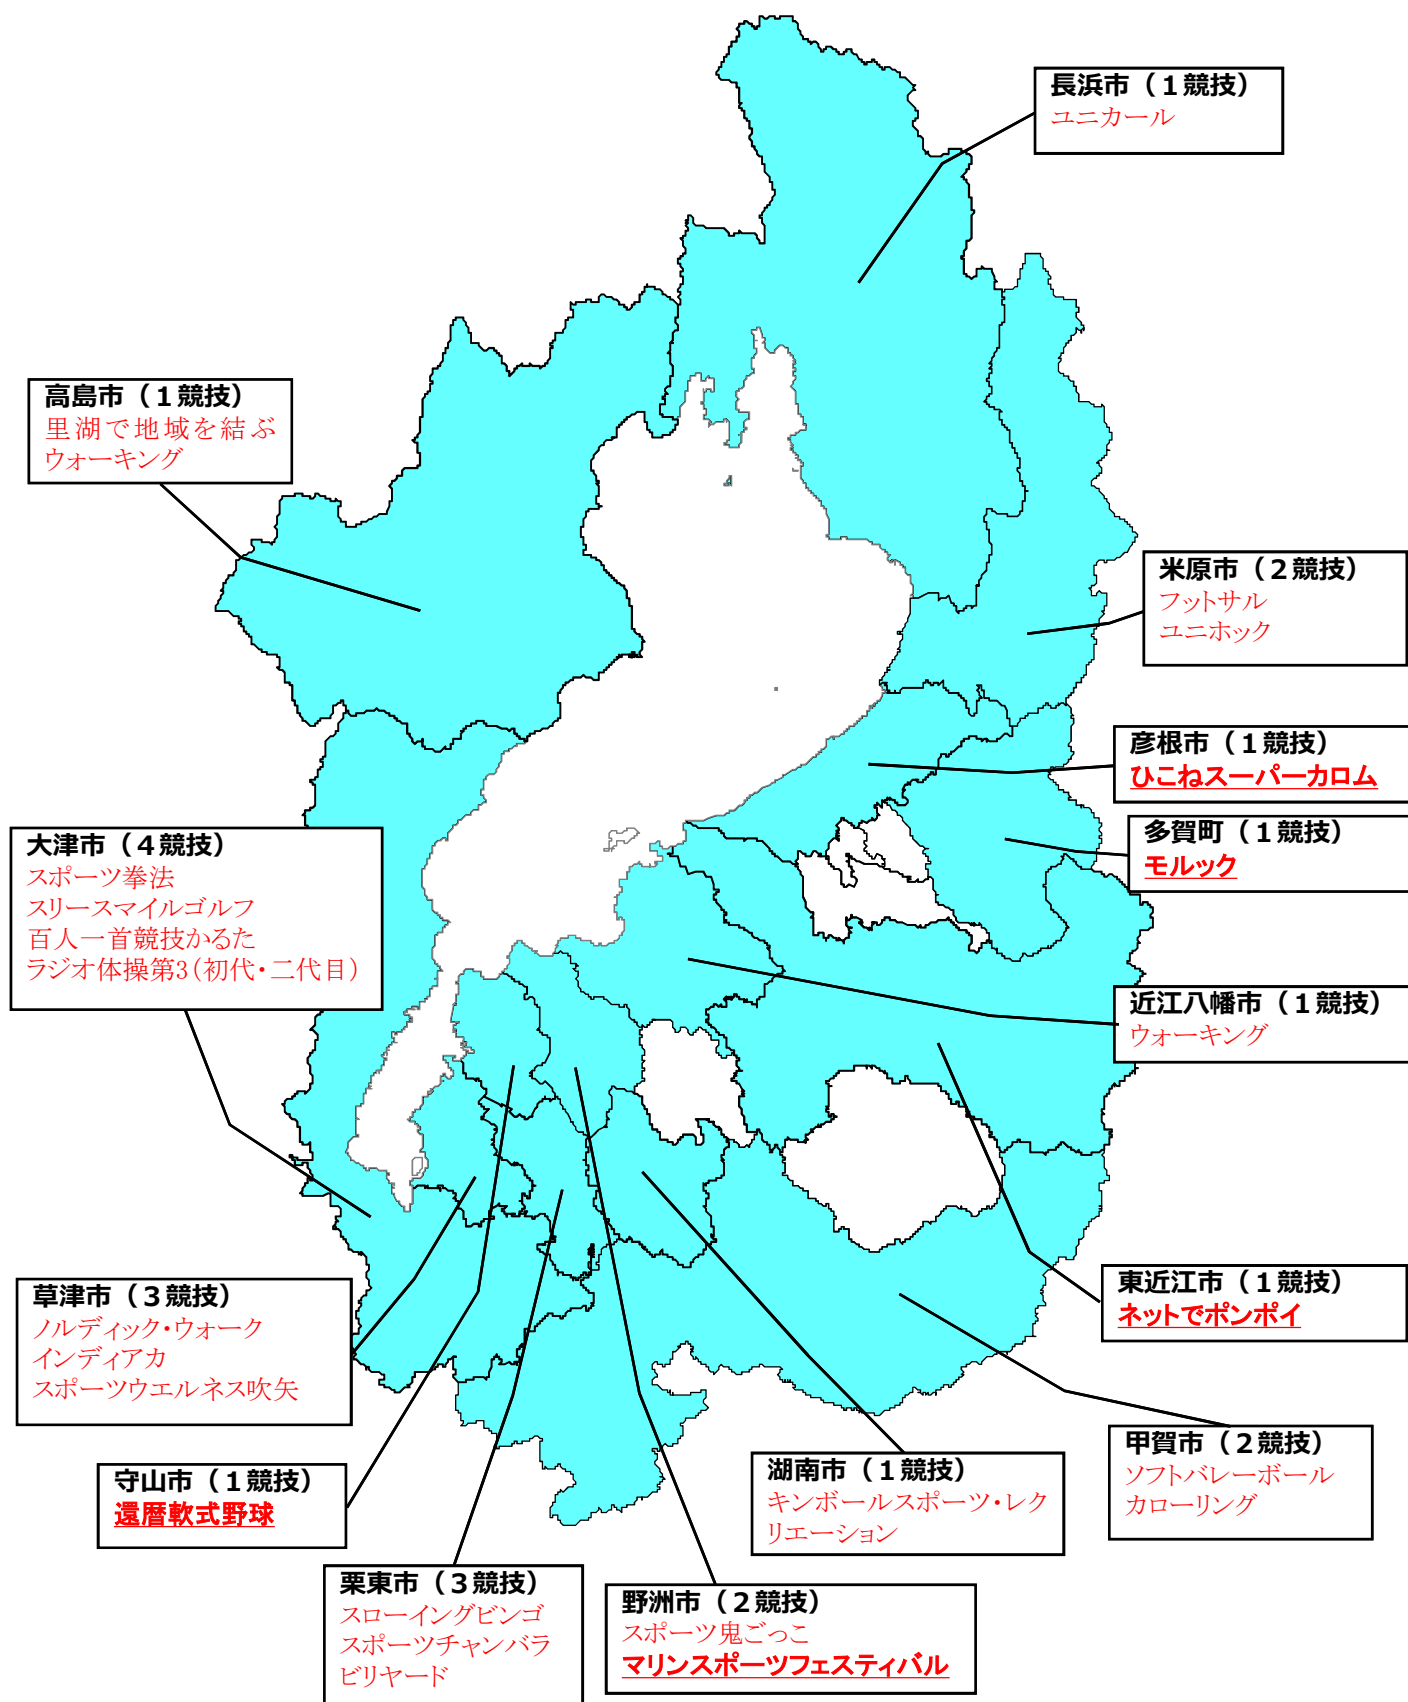 長浜市（１競技）
ユニカール
高島市（１競技）
里湖で地域を結ぶ
ウォーキング
米原市（２競技）
フットサル
ユニホック
彦根市（１競技）
ひこねスーパーカロム
多賀町（１競技）
モルック
大津市（４競技）
スポーツ拳法
スリースマイルゴルフ
百人一首競技かるた
ラジオ体操第3（初代・二代目）
近江八幡市（１競技）
ウォーキング
東近江市（１競技）
ネットでポンポイ
草津市（３競技）
ノルディック・ウォーク
インディアカ
スポーツウエルネス吹矢
甲賀市（２競技）
ソフトバレーボール
カローリング
湖南市（１競技）
キンボールスポーツ・レク
リエーション
守山市（１競技）
還暦軟式野球
栗東市（３競技）
スローイングビンゴ
スポーツチャンバラ
ビリヤード
野洲市（２競技）
スポーツ鬼ごっこ
マリンスポーツフェスティバル